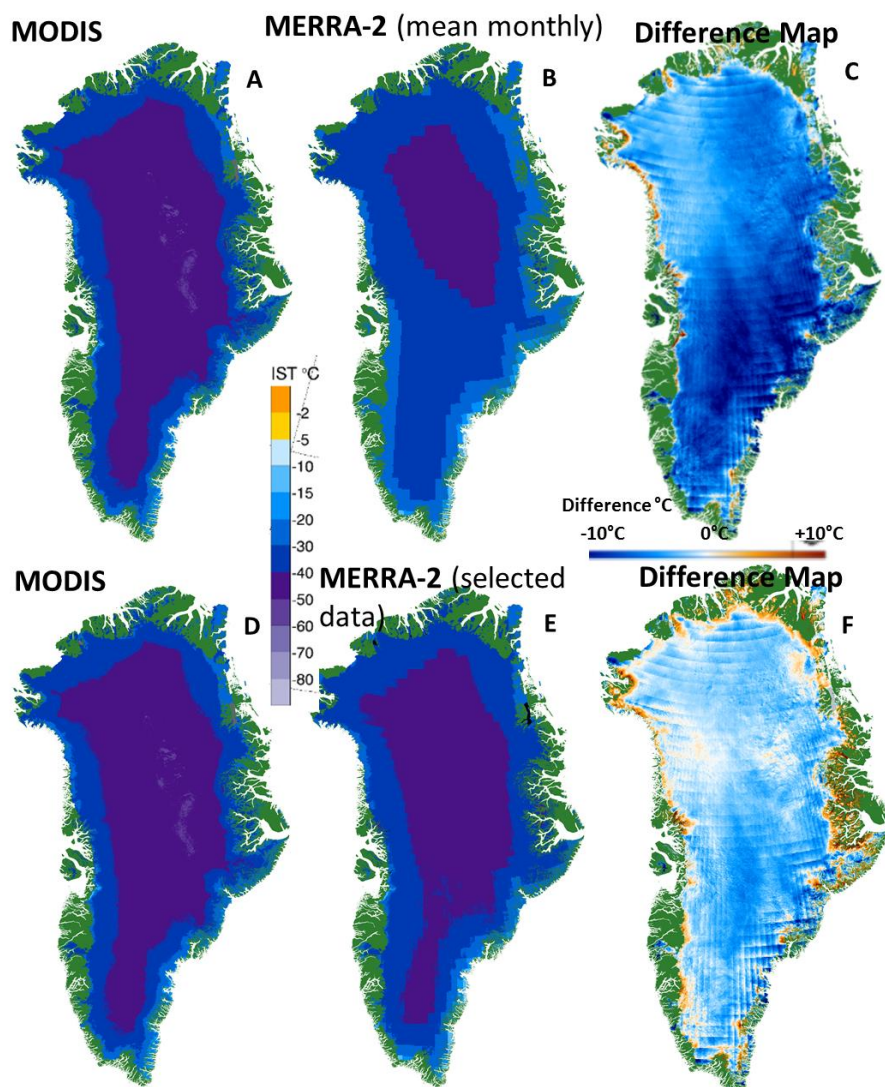 MODIS
MERRA-2 (mean monthly)
Difference Map
A
B
C
IST °C
-2
-5
-10
-15
-20
-30
-40
-50
-60
-70
-80
Difference °C
-10°C
0°C
+10°C
MODIS
MERRA-2 (selected
data)
Difference Map
D
E
F